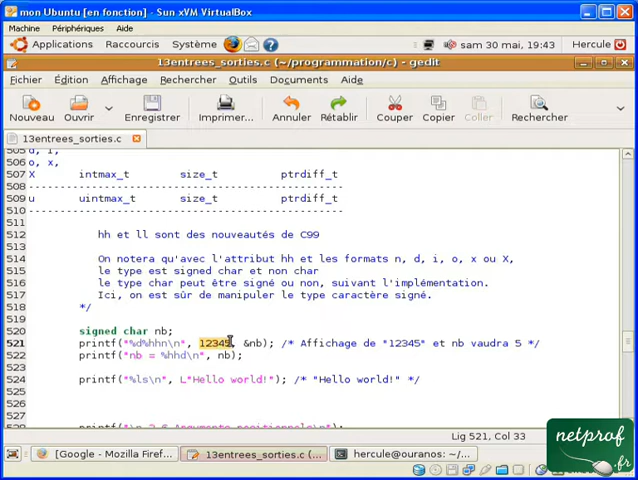 mon Ubuntu [en fonction] - Sun xVM VirtualBox
Machine Périphériques Aide
Applications Raccourcis Système sam 30 mai, 19:43 Hercule
13entrees_sorties.c (~/programmation/c) - gedit
Fichier Édition Affichage Rechercher Outils Documents Aide
Nouveau Ouvrir Enregistrer Imprimer... Annuler Rétablir Couper Copier Coller Rechercher
13entrees_sorties.c
505 d, i,
506 o, x,
507 X intmax_t size_t ptrdiff_t
508 ---------------------------------------------------
509 u uintmax_t size_t ptrdiff_t
510 ---------------------------------------------------
511
512 hh et ll sont des nouveautés de C99
513
514 On notera qu'avec l'attribut hh et les formats n, d, i, o, x ou X,
515 le type est signed char et non char
516 le type char peut être signé ou non, suivant l'implémentation.
517 Ici, on est sûr de manipuler le type caractère signé.
518 */
520 signed char nb;
521 printf("%d%hhn\n", 12345, &nb); /* Affichage de "12345" et nb vaudra 5 */
522 printf("nb = %hhd\n", nb);
524 printf("%ls\n", L"Hello world!"); /* "Hello world!" */
527
528
Lig 521, Col 33
[Google - Mozilla Firef... 13entrees_sorties.c (... hercule@ouranos: ~/...
netprof
.fr